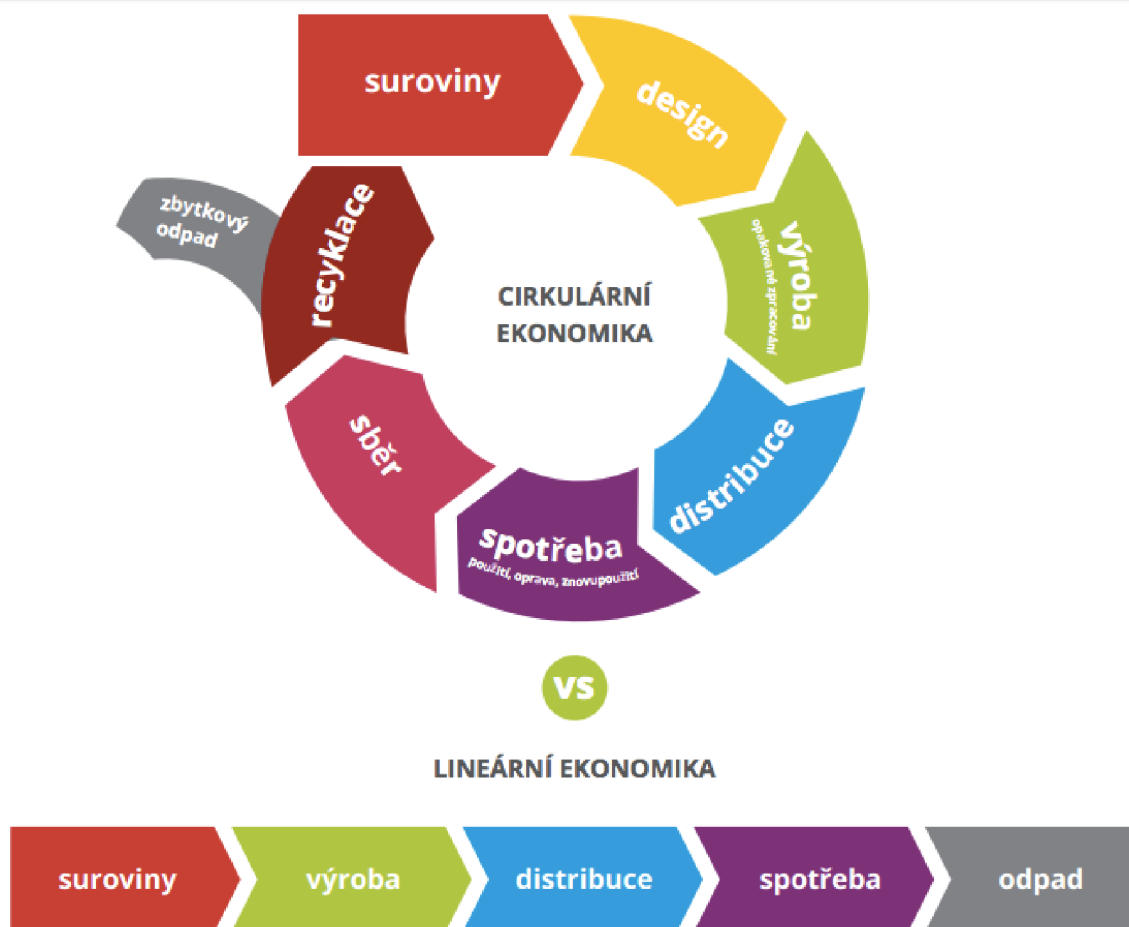 suroviny
design
výroba
opakované zpracování
distribuce
spotřeba
použití, oprava, znovupoužití
sběr
recyklace
zbytkový
odpad
CIRKULÁRNÍ
EKONOMIKA
VS
LINEÁRNÍ EKONOMIKA
suroviny
výroba
distribuce
spotřeba
odpad